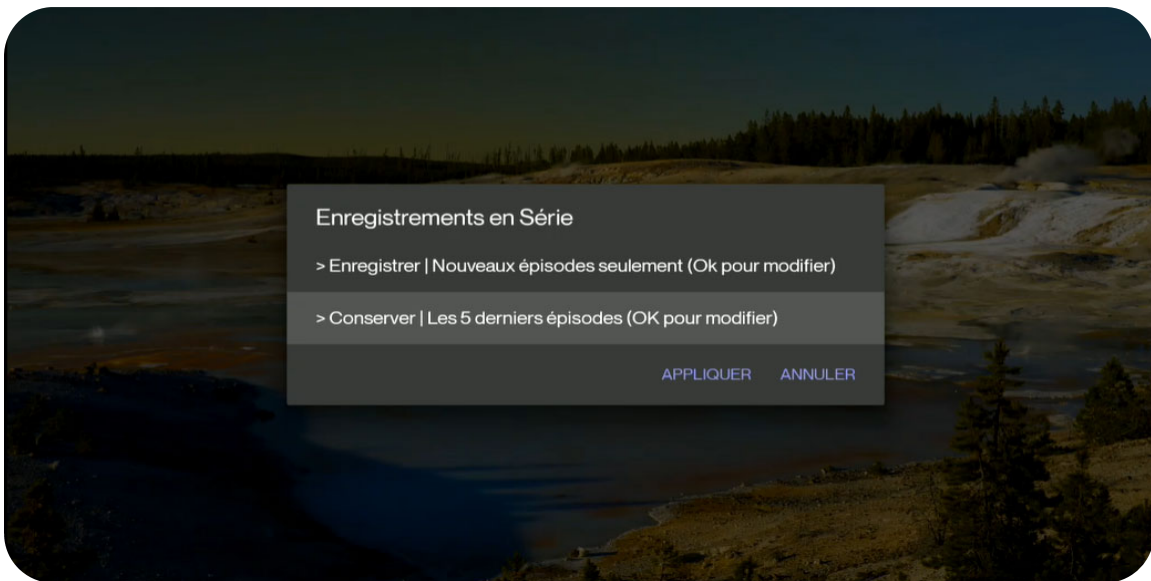 Enregistrements en Série
> Enregistrer | Nouveaux épisodes seulement (Ok pour modifier)
> Conserver | Les 5 derniers épisodes (OK pour modifier)
APPLIQUER ANNULER